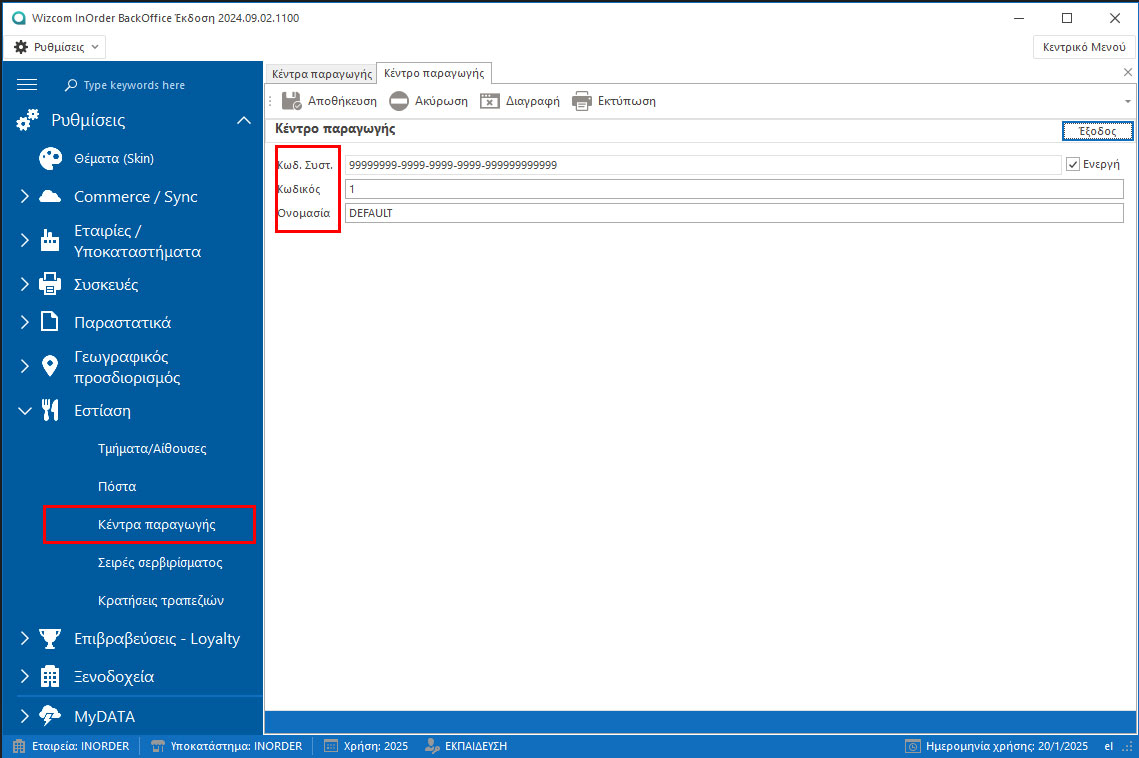 Wizcom InOrder BackOffice Έκδοση 2024.09.02.1100
Ρυθμίσεις
Κεντρικό Μενού
Type keywords here
Ρυθμίσεις
Θέματα (Skin)
Commerce / Sync
Εταιρίες /
Υποκαταστήματα
Συσκευές
Παραστατικά
Γεωγραφικός
προσδιορισμός
Εστίαση
Τμήματα/Αίθουσες
Πόστα
Κέντρα παραγωγής
Σειρές σερβιρίσματος
Κρατήσεις τραπεζιών
Επιβραβεύσεις - Loyalty
Ξενοδοχεία
MyDATA
Κέντρα παραγωγής Κέντρο παραγωγής
Αποθήκευση Ακύρωση Διαγραφή Εκτύπωση
Κέντρο παραγωγής
Έξοδος
Κωδ. Συστ. 99999999-9999-9999-9999-999999999999 Ενεργή
Κωδικός 1
Ονομασία DEFAULT
Εταιρεία: INORDER Υποκατάστημα: INORDER Χρήση: 2025 ΕΚΠΑΙΔΕΥΣΗ Ημερομηνία χρήσης: 20/1/2025 el